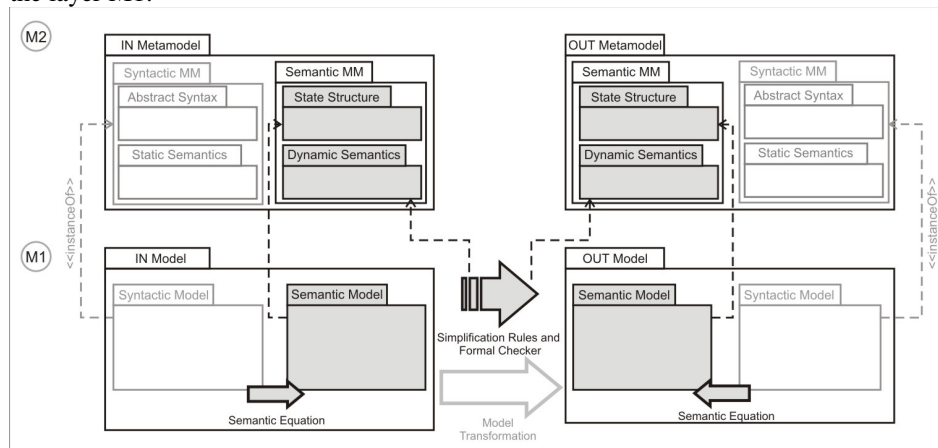 the layer M1.
M2
IN Metamodel
OUT Metamodel
Syntactic MM
Semantic MM
Semantic MM
Syntactic MM
Abstract Syntax
State Structure
State Structure
Abstract Syntax
Static Semantics
Dynamic Semantics
Dynamic Semantics
Static Semantics
<<instanceOf>>
<<instanceOf>>
M1
IN Model
OUT Model
Syntactic Model
Semantic Model
Semantic Model
Syntactic Model
Simplification Rules and
Formal Checker
Semantic Equation
Semantic Equation
Model
Transformation